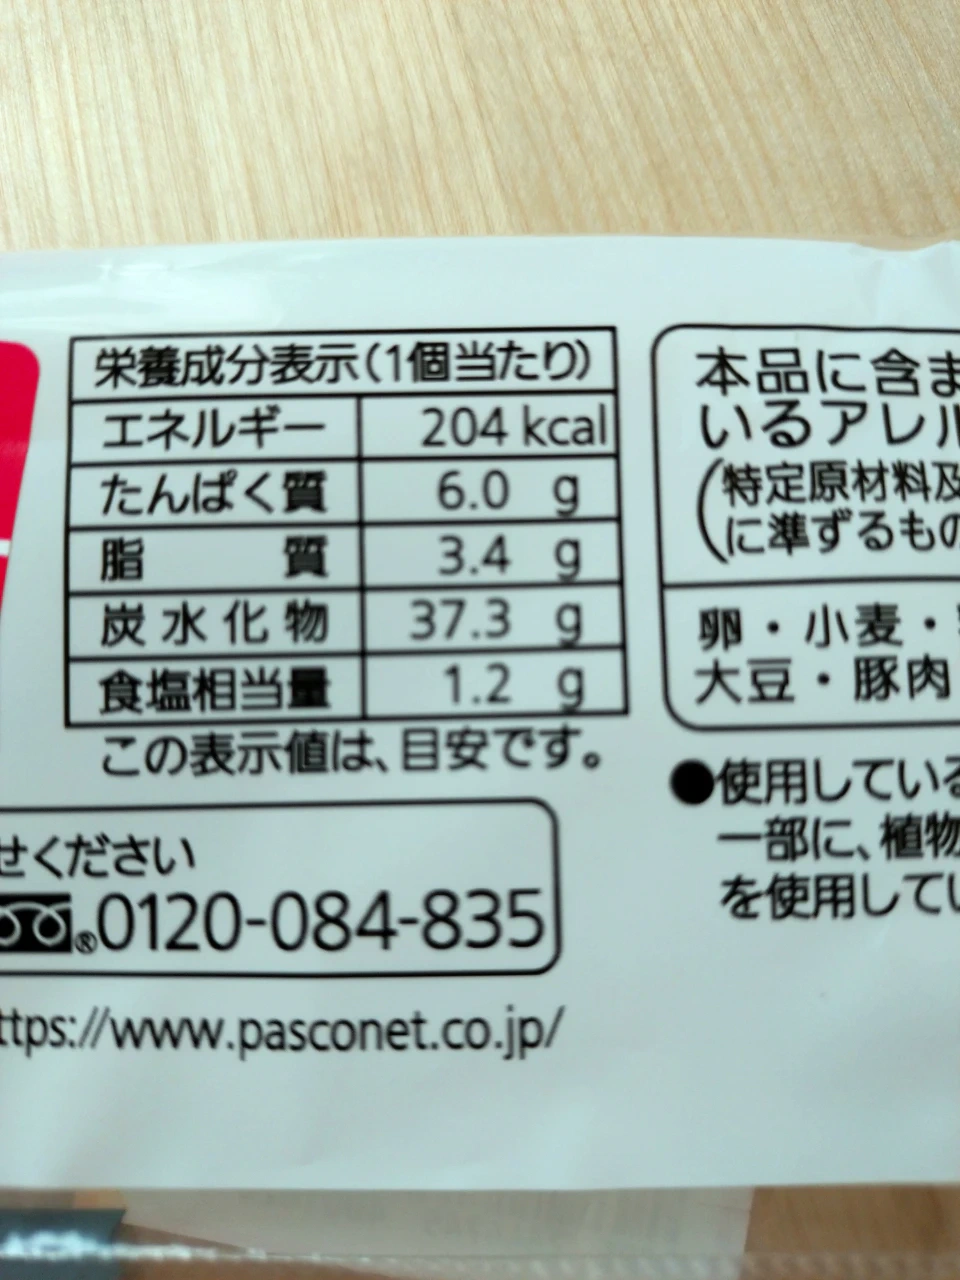 栄養成分表示(1個当たり)
エネルギー 204 kcal
たんぱく質 6.0 g
脂質 3.4 g
炭水化物 37.3 g
食塩相当量 1.2 g
この表示値は、目安です。
せください
®0120-084-835
ttps://www.pasconet.co.jp/
本品に含ま
いるアレル
(特定原材料及
に準ずるもの
卵・小麦・
大豆・豚肉
●使用している
一部に、植物
を使用してい